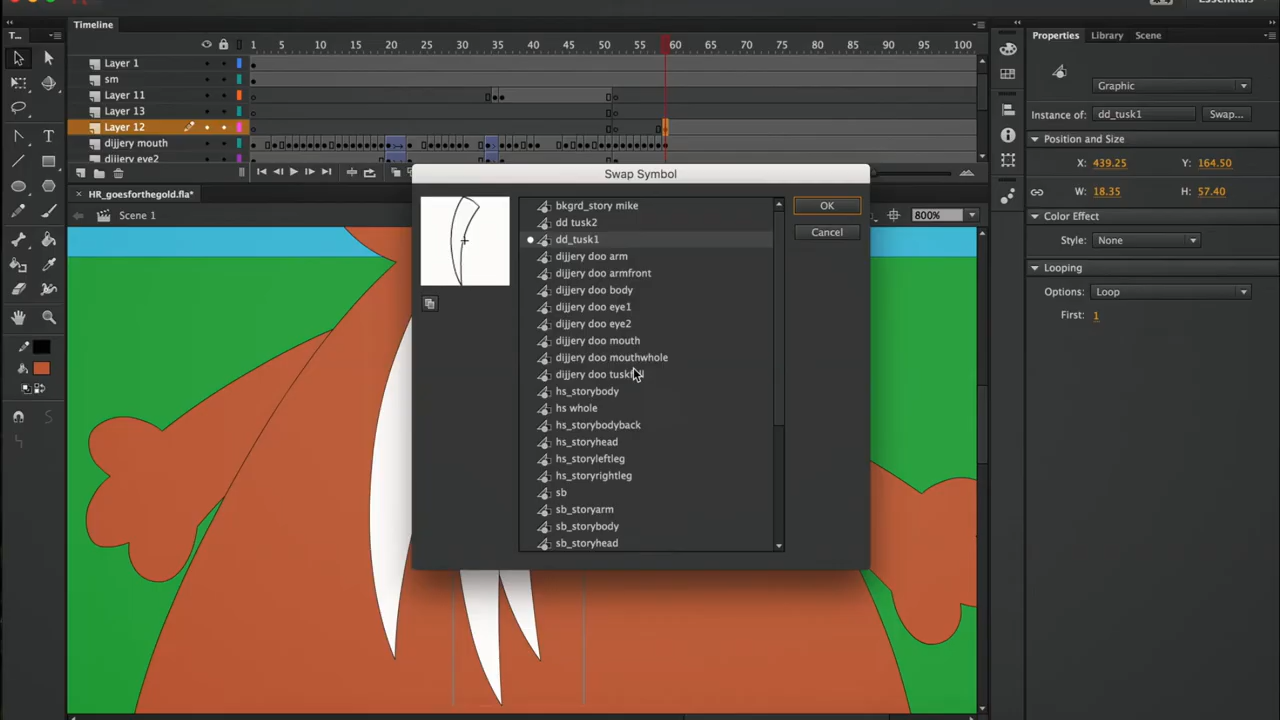 Essentials
Timeline
T...
1 5 10 15 20 25 30 35 40 45 50 55 60 65 70 75 80 85 90 95 100
Layer 1
sm
Layer 11
Layer 13
Layer 12
dijjery mouth
dijjery eye2
HR_goesforthegold.fla*
Scene 1
800%
Swap Symbol
bkgrd_story mike
dd tusk2
dd_tusk1
dijjery doo arm
dijjery doo armfront
dijjery doo body
dijjery doo eye1
dijjery doo eye2
dijjery doo mouth
dijjery doo mouthwhole
dijjery doo
hs_storybody
hs whole
hs_storybodyback
hs_storyhead
hs_storyleftleg
hs_storyrightleg
sb
sb_storyarm
sb_storybody
sb_storyhead
OK
Cancel
Properties Library Scene
Graphic
Instance of: dd_tusk1 Swap...
Position and Size
X: 439.25 Y: 164.50
W: 18.35 H: 57.40
Color Effect
Style: None
Looping
Options: Loop
First: 1